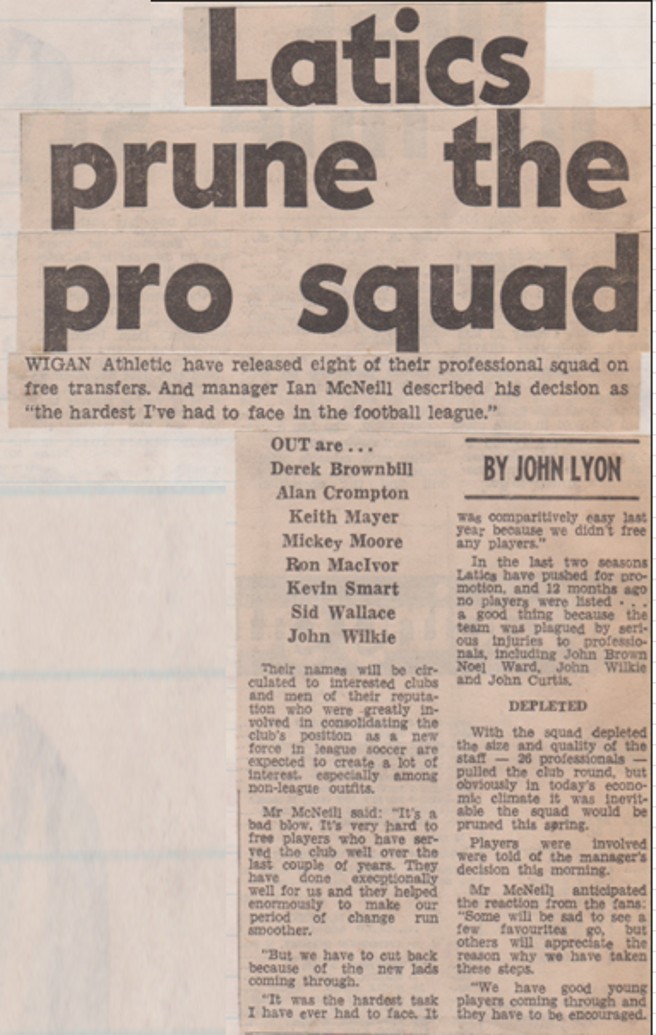 Latics
prune the
pro squad
WIGAN Athletic have released eight of their professional squad on
free transfers. And manager Ian McNeill described his decision as
“the hardest I've had to face in the football league.”
OUT are . . .
Derek Brownbill
Alan Crompton
Keith Mayer
Mickey Moore
Ron MacIvor
Kevin Smart
Sid Wallace
John Wilkie
Their names will be cir-
culated to interested clubs
and men of their reputa-
tion who were greatly in-
volved in consolidating the
club's position as a new
force in league soccer are
expected to create a lot of
interest. especially among
non-league outfits.
Mr McNeill said: “It's a
bad blow. It's very hard to
free players who have ser-
ved the club well over the
last couple of years. They
have done execptionally
well for us and they helped
enormously to make our
period of change run
smoother.
“But we have to cut back
because of the new lads
coming through.
“It was the hardest task
I have ever had to face. It
BY JOHN LYON
was comparitively easy last
year because we didn't free
any players.”
In the last two seasons
Latics have pushed for pro-
motion, and 12 months ago
no players were listed . . .
a good thing because the
team was plagued by seri-
ous injuries to professio-
nals, including John Brown
Noel Ward, John Wilkie
and John Curtis.
DEPLETED
With the squad depleted
the size and quality of the
staff — 26 professionals —
pulled the club round, but
obviously in today's econo-
mic climate it was inevit-
able the squad would be
pruned this spring.
Players were involved
were told of the manager's
decision this morning.
Mr McNeill anticipated
the reaction from the fans:
“Some will be sad to see a
few favourites go, but
others will appreciate the
reason why we have taken
these steps.
“We have good young
players coming through and
they have to be encouraged.